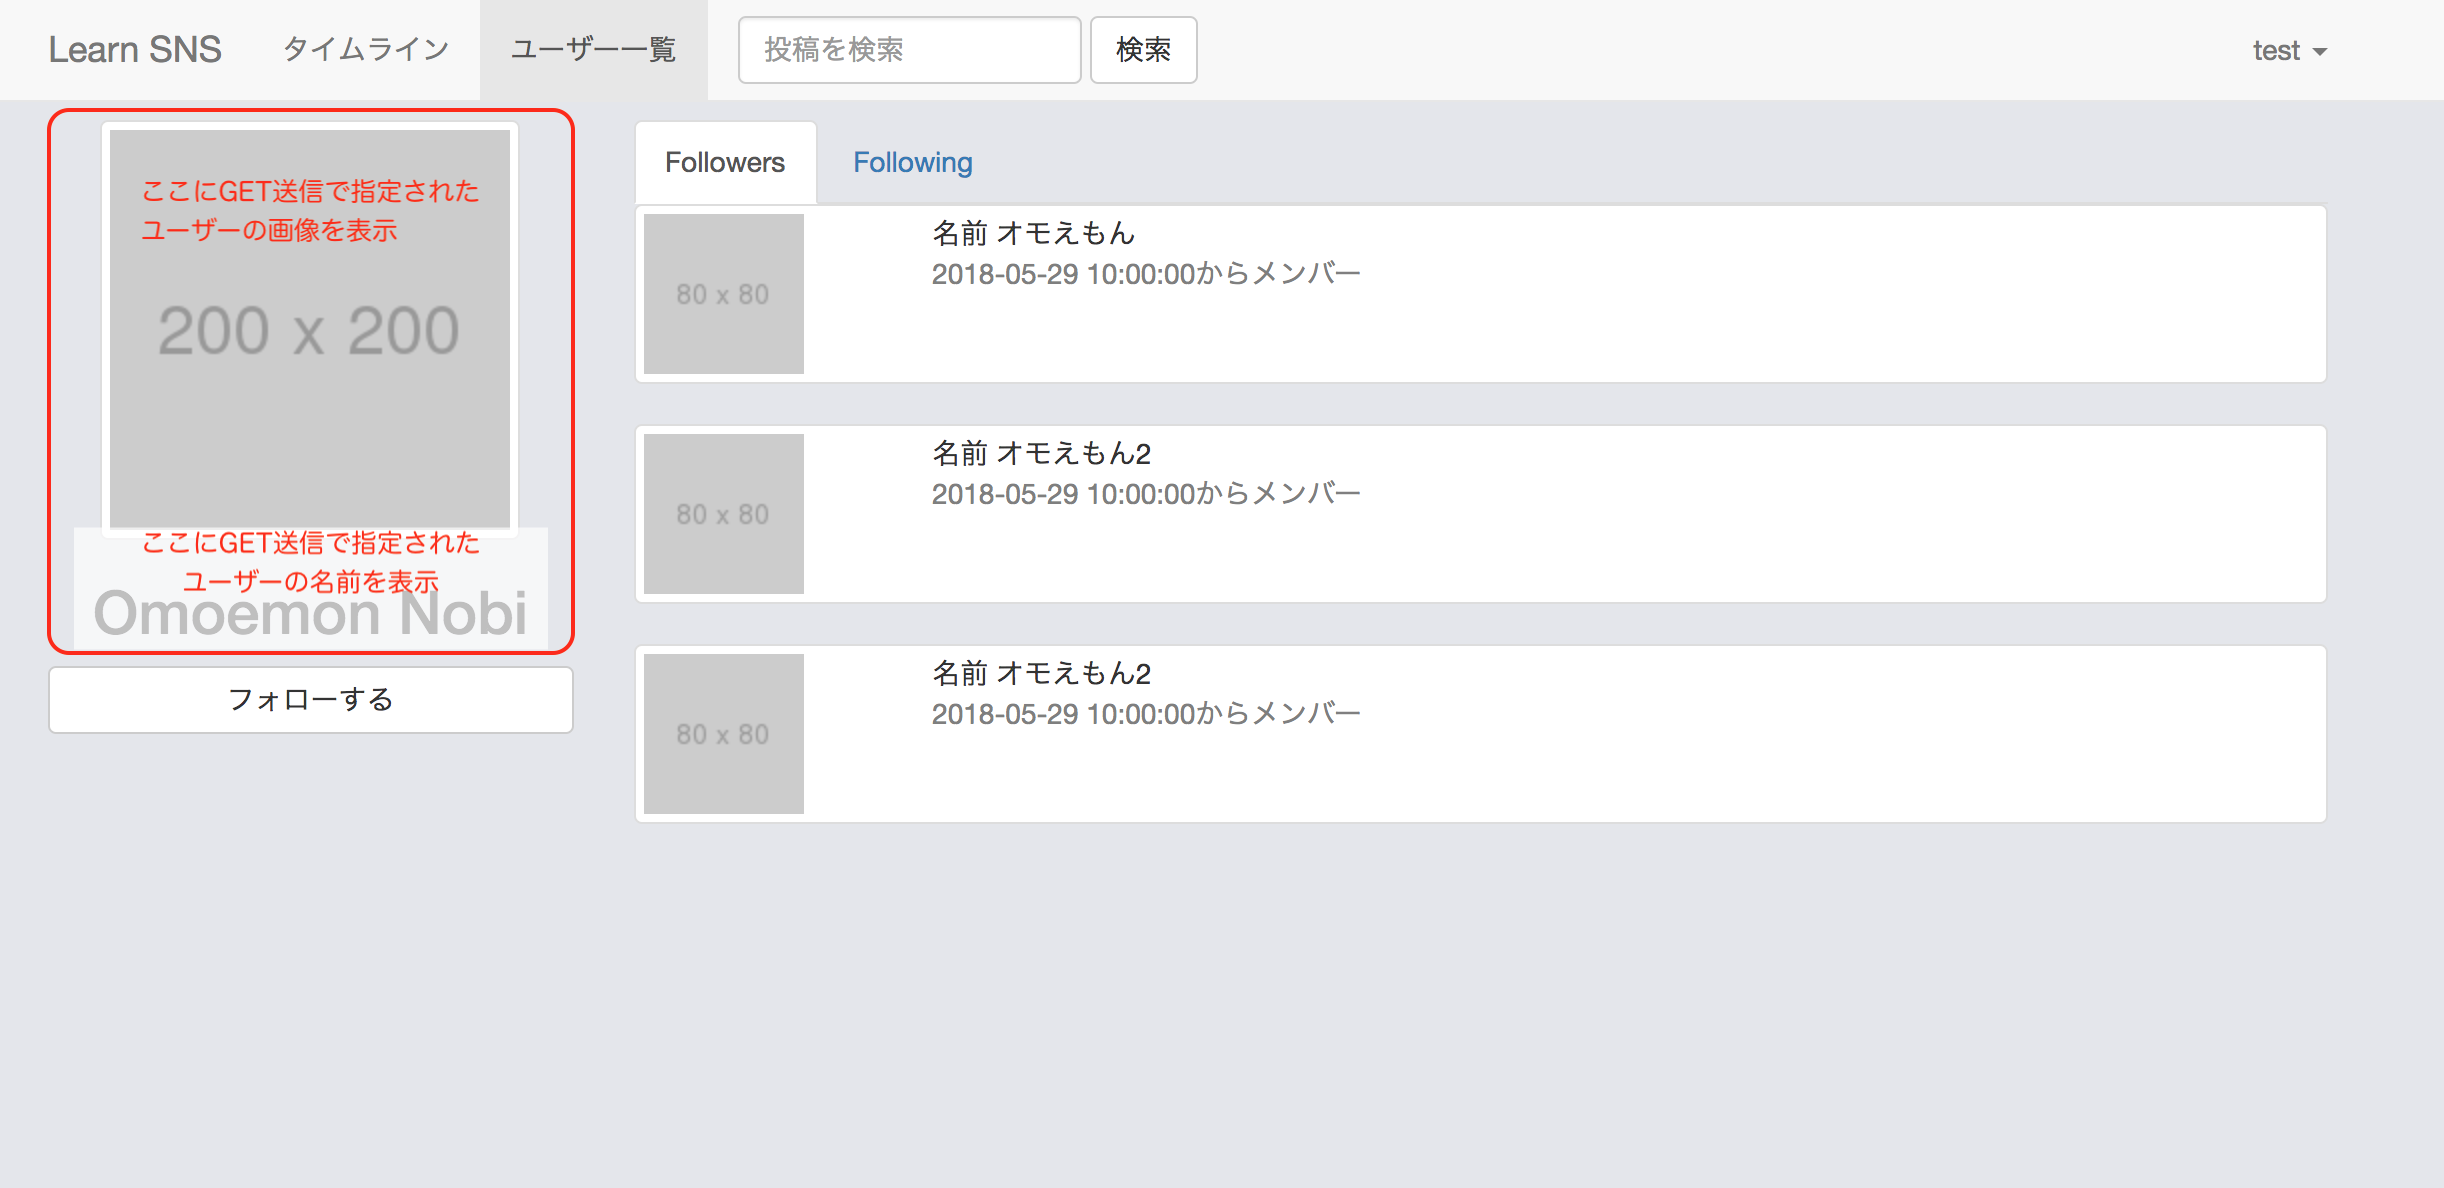 Learn SNS
タイムライン
ユーザー一覧
投稿を検索
検索
test
ここにGET送信で指定された
ユーザーの画像を表示
200 x 200
ここにGET送信で指定された
ユーザーの名前を表示
Omoemon Nobi
フォローする
Followers
Following
80 x 80
名前 オモえもん
2018-05-29 10:00:00からメンバー
80 x 80
名前 オモえもん2
2018-05-29 10:00:00からメンバー
80 x 80
名前 オモえもん2
2018-05-29 10:00:00からメンバー